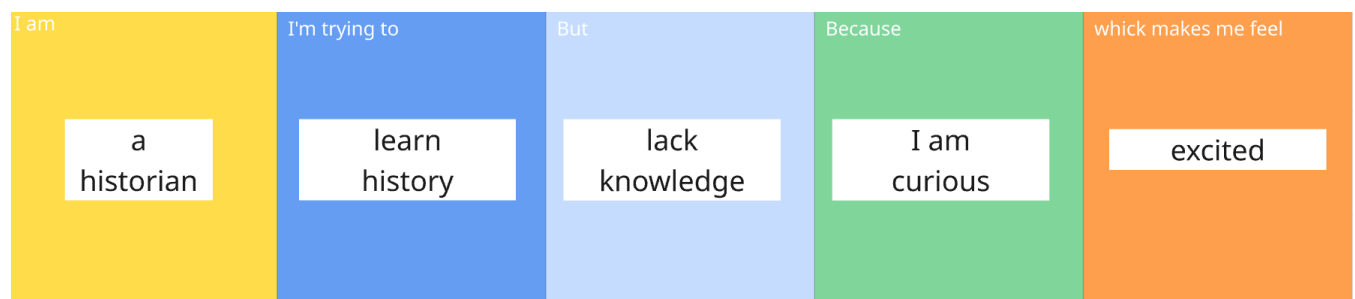 I am
a
historian
I'm trying to
learn
history
But
lack
knowledge
Because
I am
curious
whick makes me feel
excited